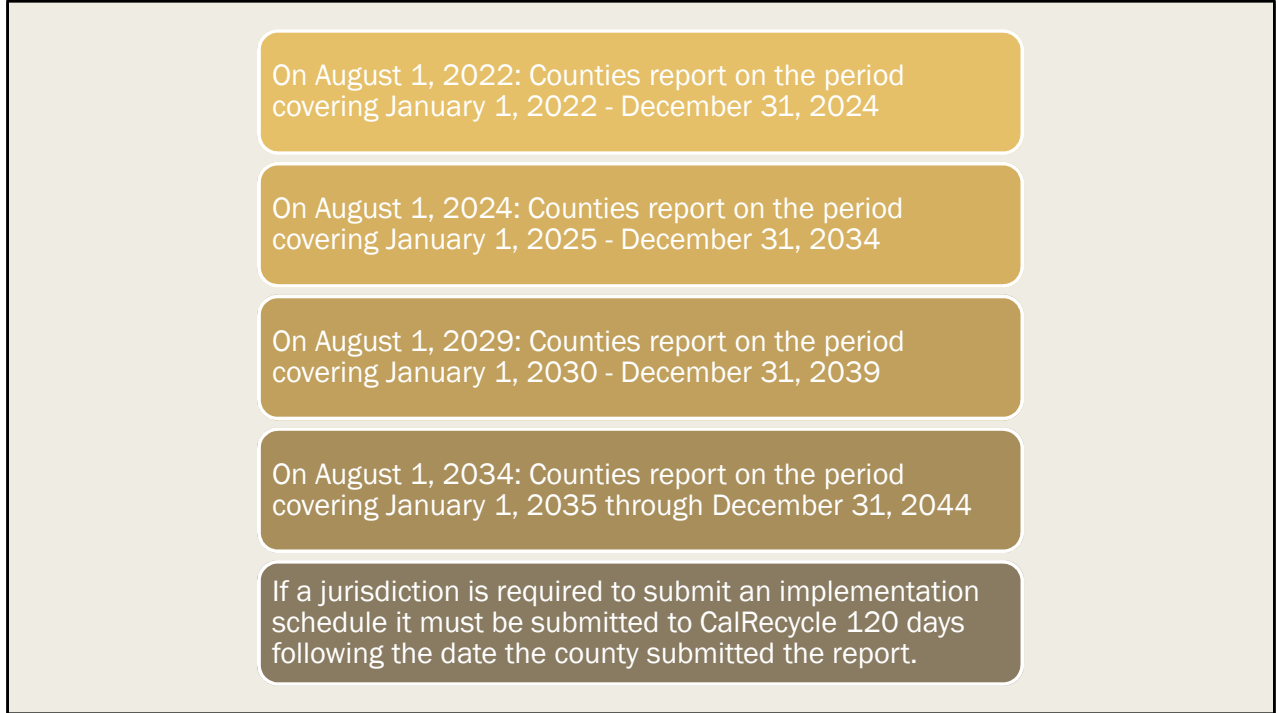 On August 1, 2022: Counties report on the period
covering January 1, 2022 - December 31, 2024
On August 1, 2024: Counties report on the period
covering January 1, 2025 - December 31, 2034
On August 1, 2029: Counties report on the period
covering January 1, 2030 - December 31, 2039
On August 1, 2034: Counties report on the period
covering January 1, 2035 through December 31, 2044
If a jurisdiction is required to submit an implementation
schedule it must be submitted to CalRecycle 120 days
following the date the county submitted the report.